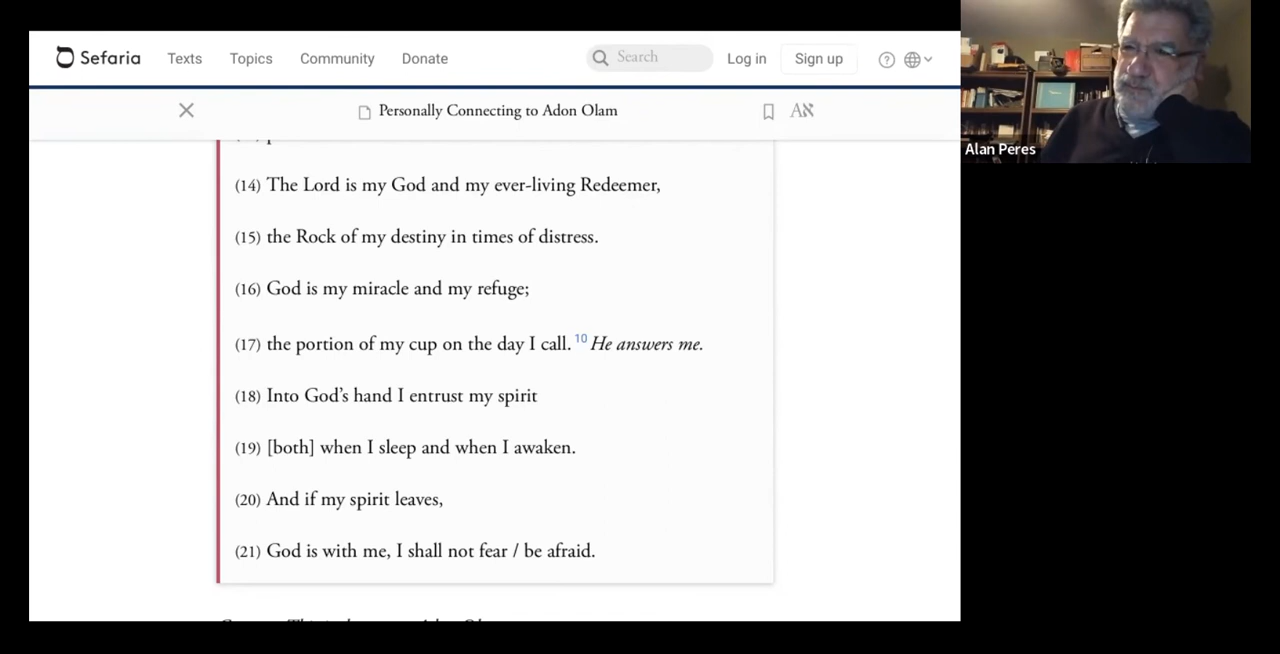 Sefaria Texts Topics Community Donate Search Log in Sign up
Personally Connecting to Adon Olam Aא
(14) The Lord is my God and my ever-living Redeemer,
(15) the Rock of my destiny in times of distress.
(16) God is my miracle and my refuge;
(17) the portion of my cup on the day I call. 10 He answers me.
(18) Into God’s hand I entrust my spirit
(19) [both] when I sleep and when I awaken.
(20) And if my spirit leaves,
(21) God is with me, I shall not fear / be afraid.
Alan Peres